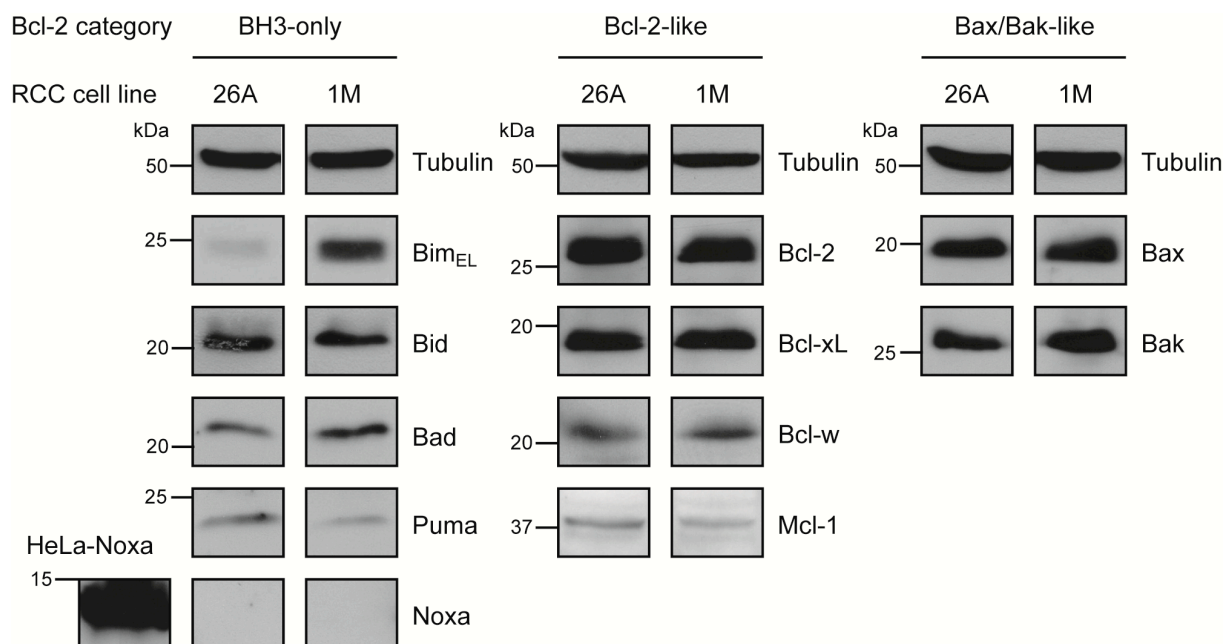 Bcl-2 category BH3-only Bcl-2-like Bax/Bak-like
RCC cell line 26A 1M 26A 1M 26A 1M
kDa kDa kDa
50 Tubulin 50 Tubulin 50 Tubulin
25 BimEL 25 Bcl-2 20 Bax
20 Bid 20 Bcl-xL 25 Bak
20 Bad 20 Bcl-w
25 Puma 37 Mcl-1
HeLa-Noxa
15 Noxa